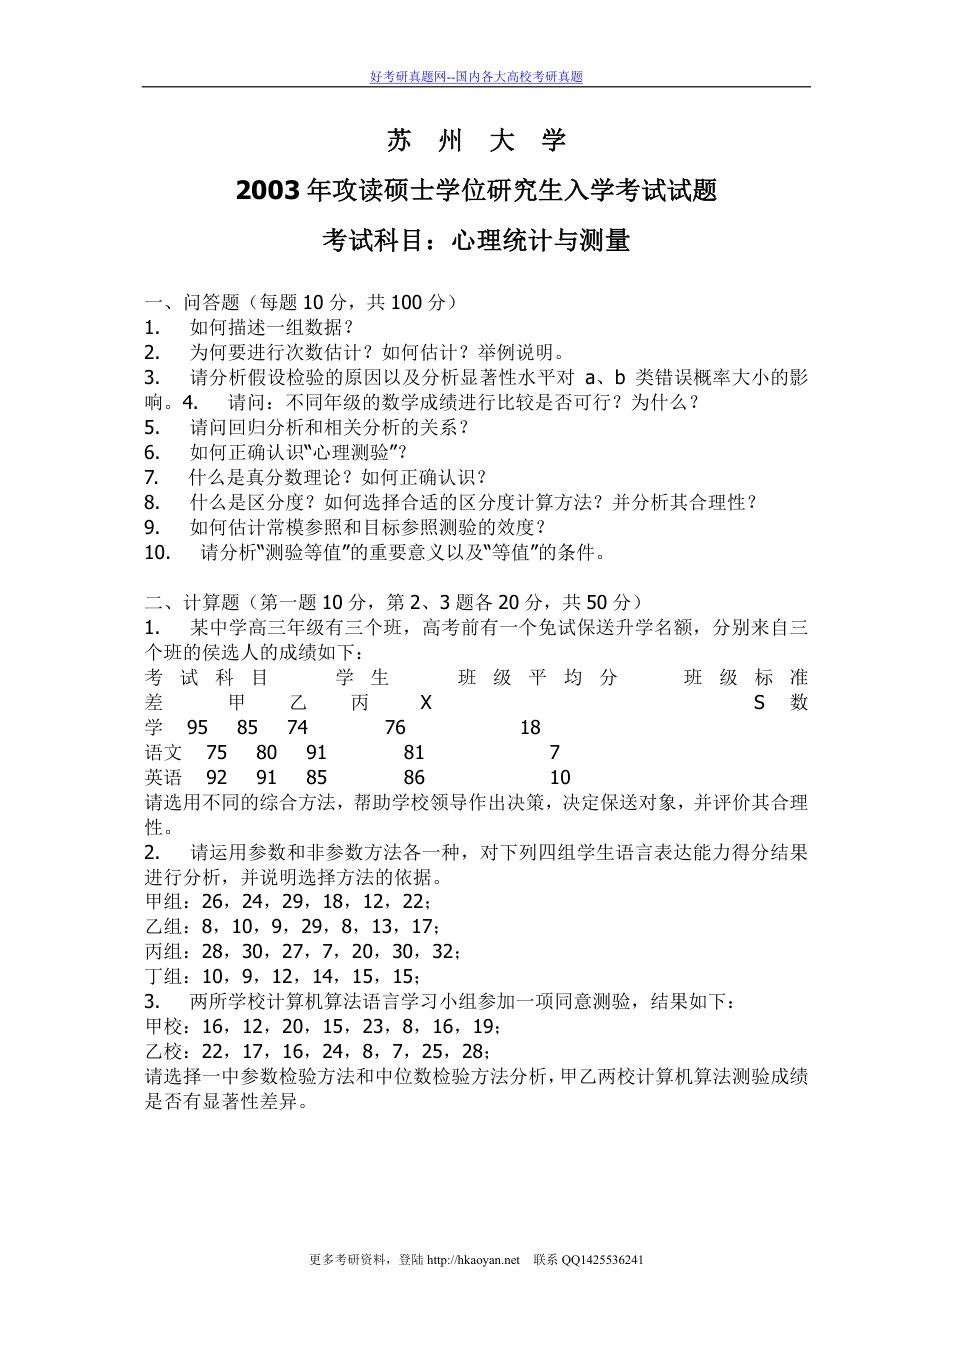 好考研真题网--国内各大高校考研真题
苏 州 大 学
2003 年攻读硕士学位研究生入学考试试题
考试科目：心理统计与测量
一、问答题（每题 10 分，共 100 分）
1. 如何描述一组数据？
2. 为何要进行次数估计？如何估计？举例说明。
3. 请分析假设检验的原因以及分析显著性水平对 a、b 类错误概率大小的影
响。4. 请问：不同年级的数学成绩进行比较是否可行？为什么？
5. 请问回归分析和相关分析的关系？
6. 如何正确认识“心理测验”？
7. 什么是真分数理论？如何正确认识？
8. 什么是区分度？如何选择合适的区分度计算方法？并分析其合理性？
9. 如何估计常模参照和目标参照测验的效度？
10. 请分析“测验等值”的重要意义以及“等值”的条件。
二、计算题（第一题 10 分，第 2、3 题各 20 分，共 50 分）
1. 某中学高三年级有三个班，高考前有一个免试保送升学名额，分别来自三
个班的侯选人的成绩如下：
考 试 科 目 学 生 班 级 平 均 分 班 级 标 准
差 甲 乙 丙 X S 数
学 95 85 74 76 18
语文 75 80 91 81 7
英语 92 91 85 86 10
请选用不同的综合方法，帮助学校领导作出决策，决定保送对象，并评价其合理
性。
2. 请运用参数和非参数方法各一种，对下列四组学生语言表达能力得分结果
进行分析，并说明选择方法的依据。
甲组：26，24，29，18，12，22；
乙组：8，10，9，29，8，13，17；
丙组：28，30，27，7，20，30，32；
丁组：10，9，12，14，15，15；
3. 两所学校计算机算法语言学习小组参加一项同意测验，结果如下：
甲校：16，12，20，15，23，8，16，19；
乙校：22，17，16，24，8，7，25，28；
请选择一中参数检验方法和中位数检验方法分析，甲乙两校计算机算法测验成绩
是否有显著性差异。
更多考研资料，登陆 http://hkaoyan.net 联系 QQ1425536241